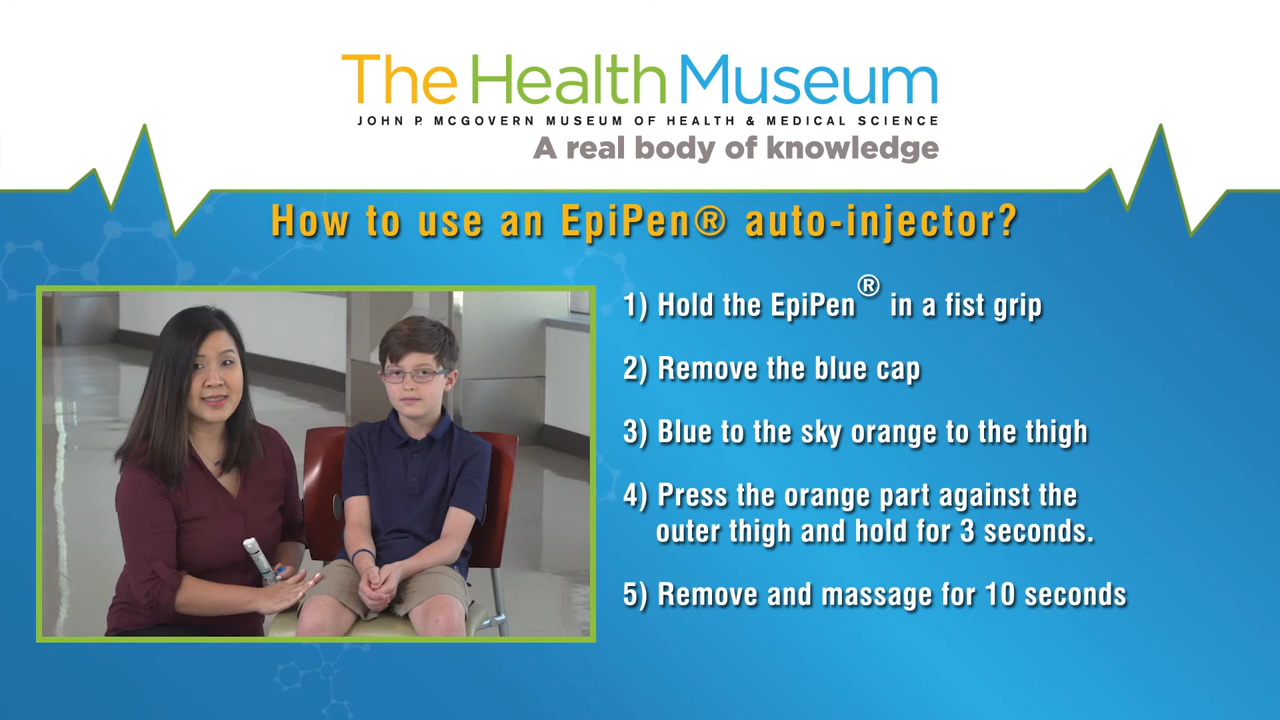 The Health Museum
JOHN P. MCGOVERN MUSEUM OF HEALTH & MEDICAL SCIENCE
A real body of knowledge
How to use an EpiPen® auto-injector?
1) Hold the EpiPen® in a fist grip
2) Remove the blue cap
3) Blue to the sky orange to the thigh
4) Press the orange part against the
outer thigh and hold for 3 seconds.
5) Remove and massage for 10 seconds